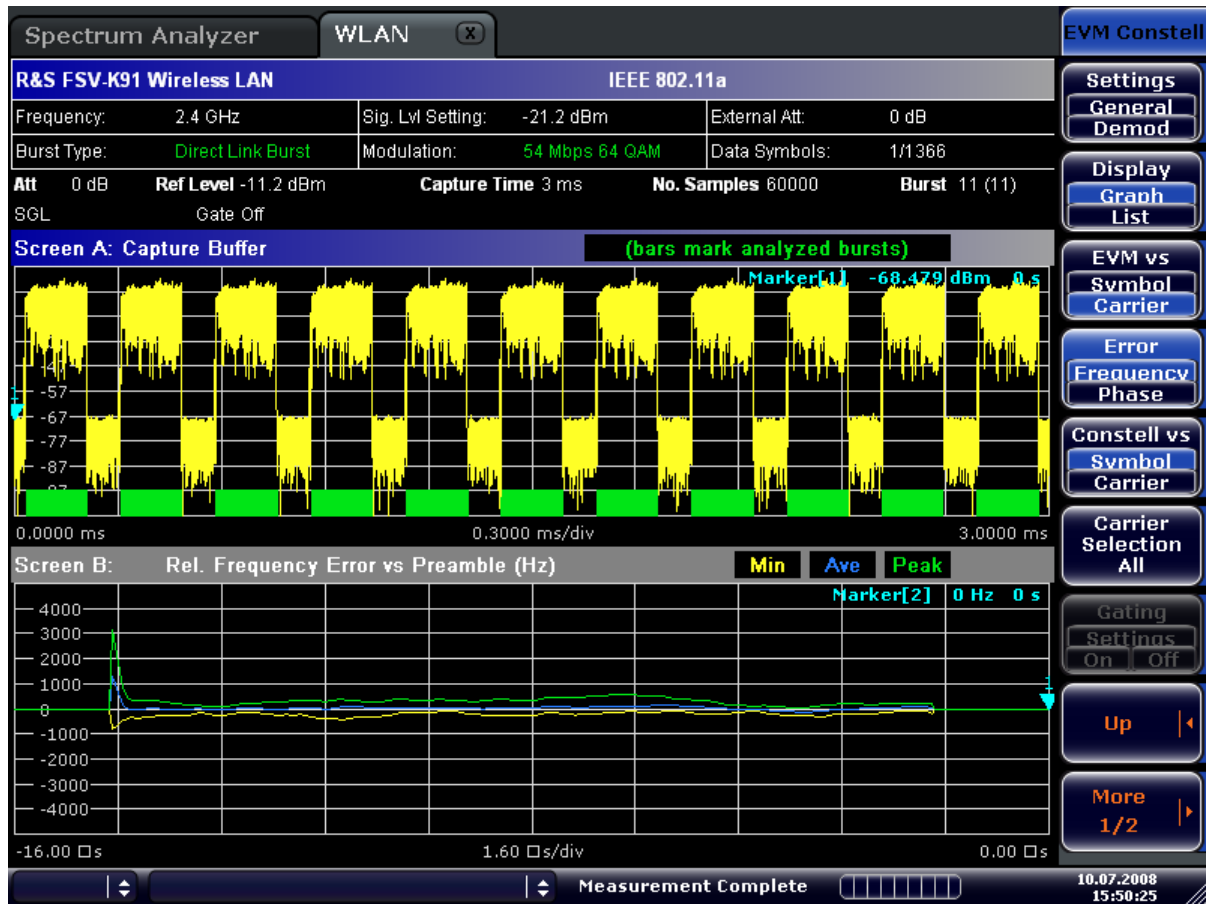 Spectrum Analyzer WLAN X
R&S FSV-K91 Wireless LAN IEEE 802.11a
Frequency: 2.4 GHz Sig. Lvl Setting: -21.2 dBm External Att: 0 dB
Burst Type: Direct Link Burst Modulation: 54 Mbps 64 QAM Data Symbols: 1/1366
Att 0 dB Ref Level -11.2 dBm Capture Time 3 ms No. Samples 60000 Burst 11 (11)
SGL Gate Off
Screen A: Capture Buffer (bars mark analyzed bursts)
Marker[1] -68.479 dBm 0 s
-47
-57
1
-67
-77
-87
-97
0.0000 ms 0.3000 ms/div 3.0000 ms
Screen B: Rel. Frequency Error vs Preamble (Hz) Min Ave Peak
Marker[2] 0 Hz 0 s
4000
3000
2000
1000
1
0
-1000
-2000
-3000
-4000
-16.00 □s 1.60 □s/div 0.00 □s
Measurement Complete
10.07.2008
15:50:25
EVM Constell
Settings
General
Demod
Display
Graph
List
EVM vs
Symbol
Carrier
Error
Frequency
Phase
Constell vs
Symbol
Carrier
Carrier
Selection
All
Gating
Settings
On Off
Up
More
1/2